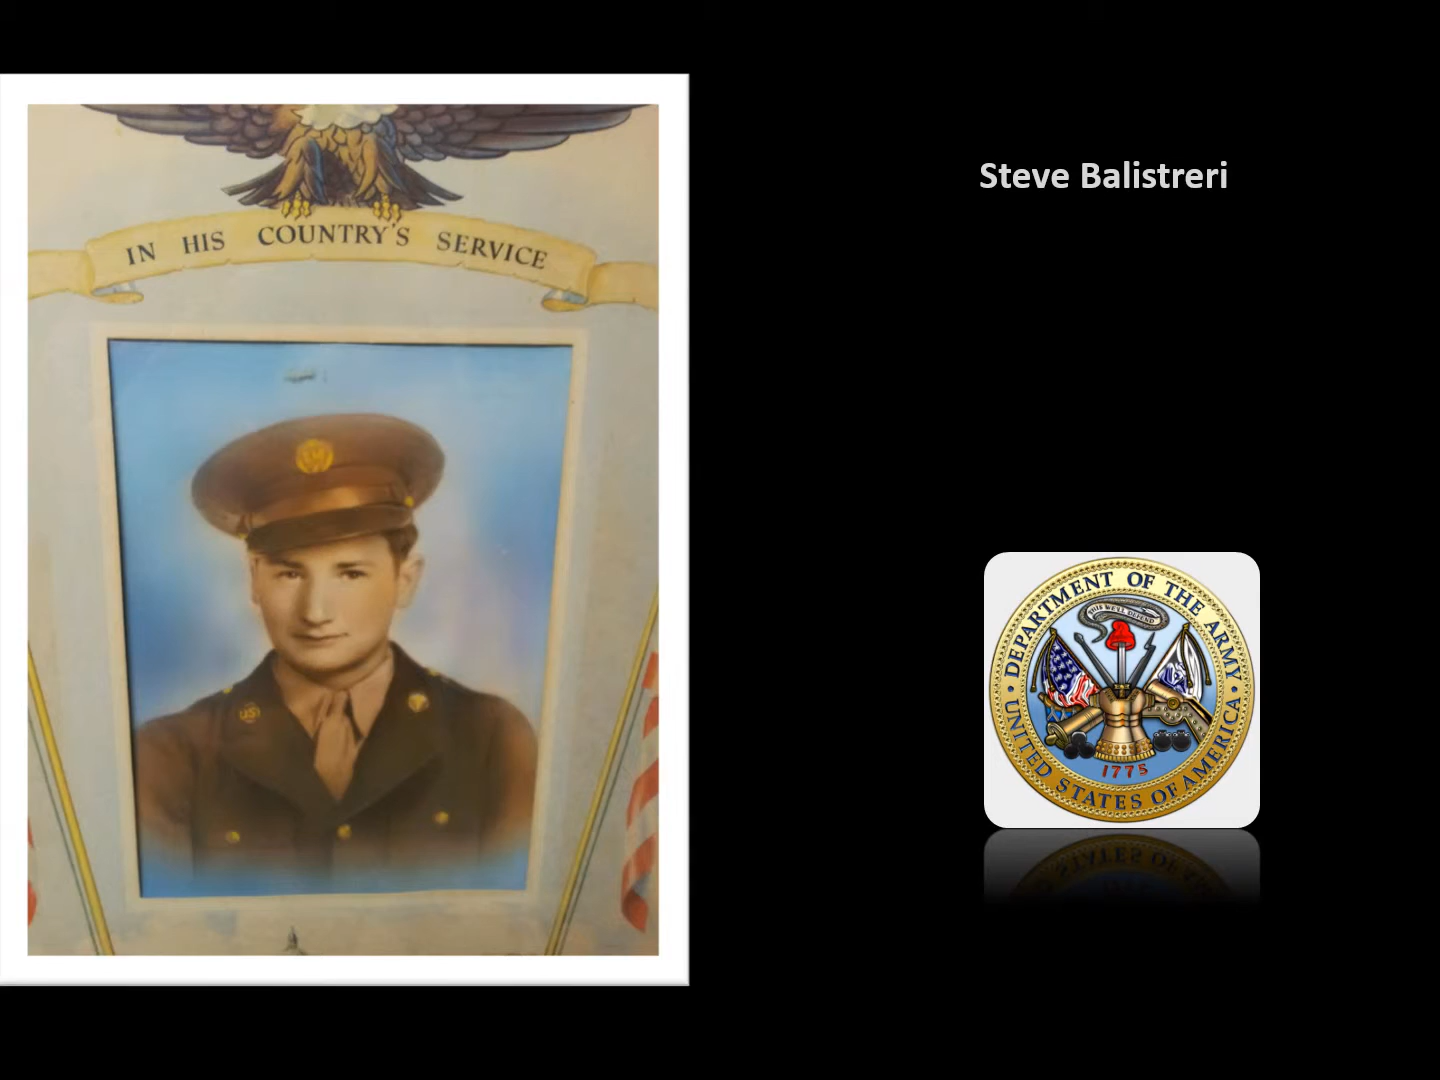 IN HIS COUNTRY'S SERVICE
US
Steve Balistreri
DEPARTMENT OF THE ARMY
THIS WE'LL DEFEND
1775
UNITED STATES OF AMERICA